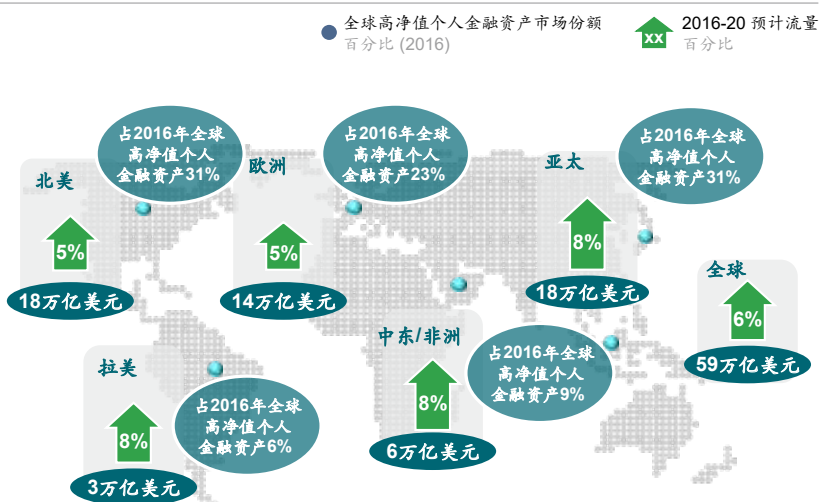 全球高净值个人金融资产市场份额
百分比 (2016)
xx
2016-20 预计流量
百分比
北美
占2016年全球
高净值个人
金融资产31%
5%
18万亿美元
欧洲
占2016年全球
高净值个人
金融资产23%
5%
14万亿美元
亚太
占2016年全球
高净值个人
金融资产31%
8%
18万亿美元
全球
6%
59万亿美元
拉美
占2016年全球
高净值个人
金融资产6%
8%
3万亿美元
中东/非洲
占2016年全球
高净值个人
金融资产9%
8%
6万亿美元